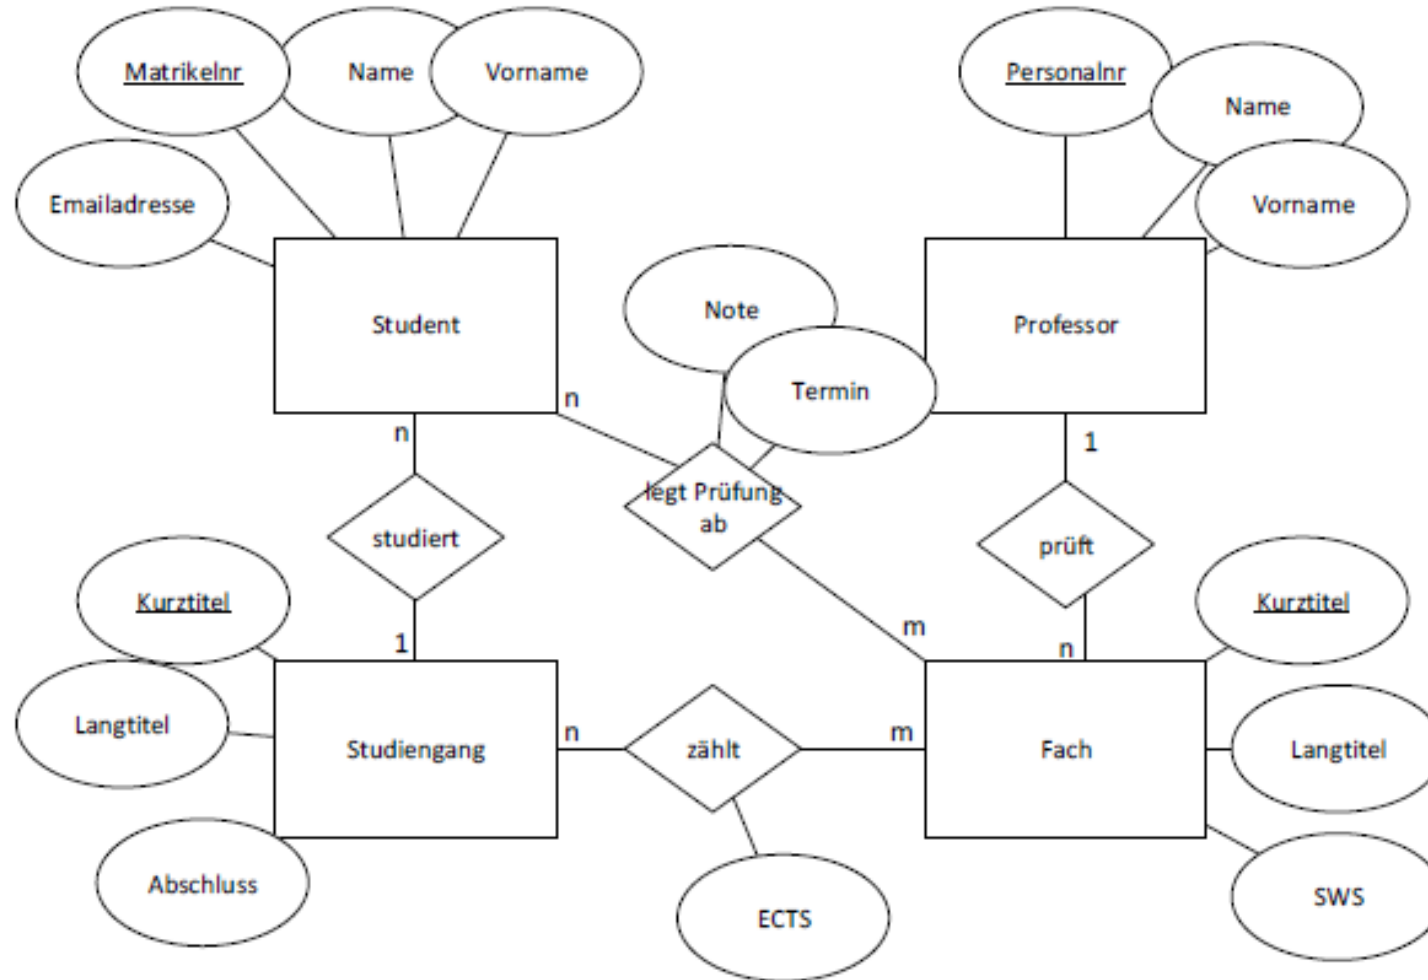 Matrikelnr
Name
Vorname
Personalnr
Name
Vorname
Emailadresse
Student
Note
Termin
Professor
n
n
1
legt Prüfung
ab
studiert
prüft
Kurztitel
Kurztitel
1
m
n
Langtitel
Studiengang
n
zählt
m
Fach
Langtitel
Abschluss
ECTS
SWS